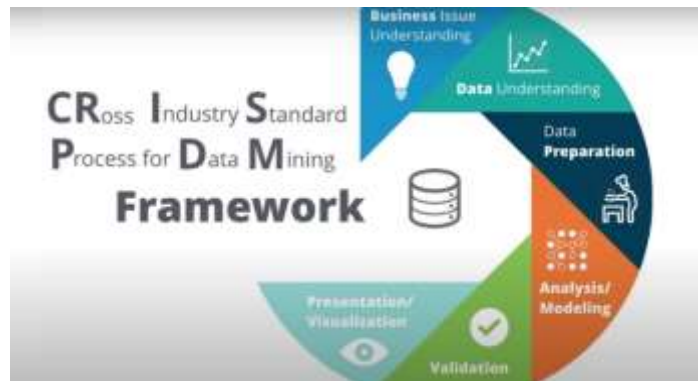 CRoss Industry Standard
Process for Data Mining
Framework
Business Issue
Understanding
Data Understanding
Data
Preparation
Analysis/
Modeling
Validation
Presentation/
Visualization